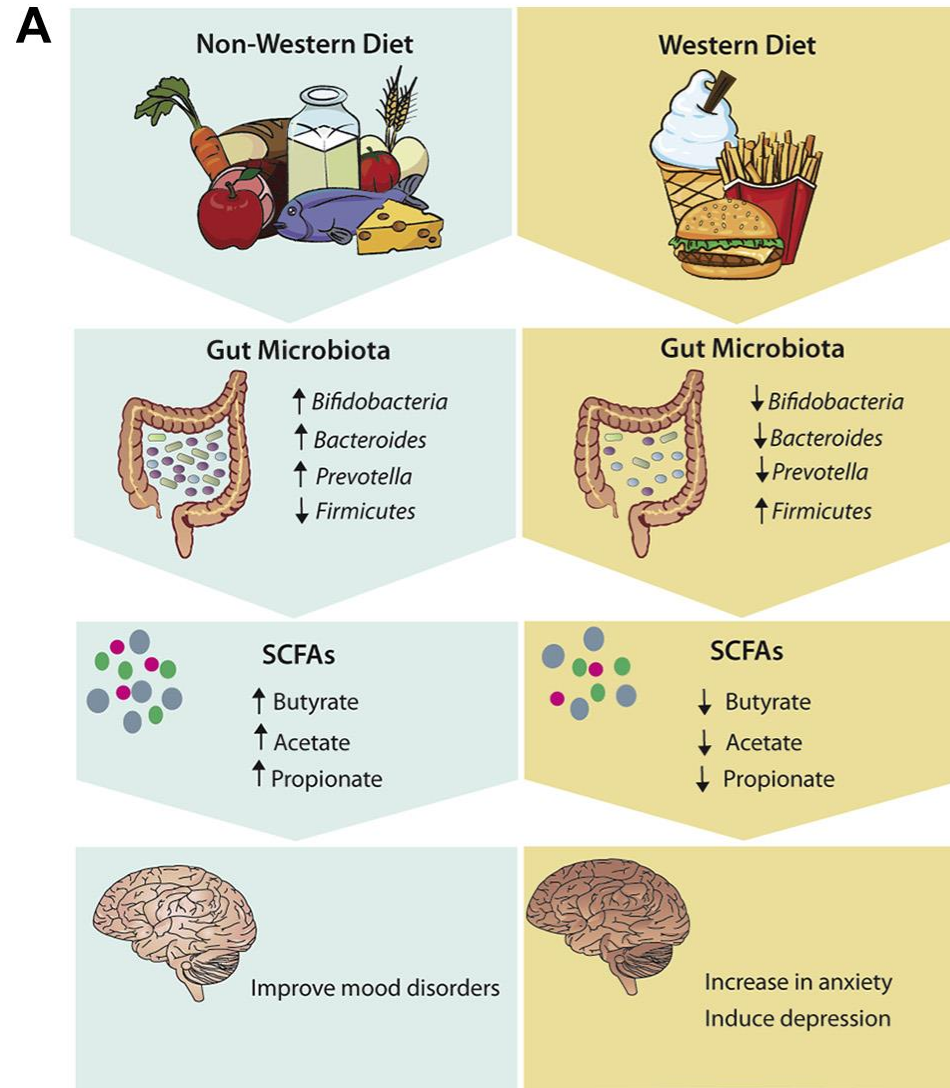 A
Non-Western Diet
Western Diet
Gut Microbiota
↑ Bifidobacteria
↑ Bacteroides
↑ Prevotella
↓ Firmicutes
Gut Microbiota
↓ Bifidobacteria
↓ Bacteroides
↓ Prevotella
↑ Firmicutes
SCFAs
↑ Butyrate
↑ Acetate
↑ Propionate
SCFAs
↓ Butyrate
↓ Acetate
↓ Propionate
Improve mood disorders
Increase in anxiety
Induce depression